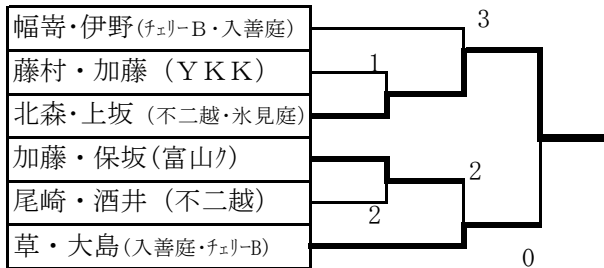 幅嵜・伊野(ﾁｪﾘｰＢ・入善庭)
藤村・加藤（ＹＫＫ）
北森・上坂（不二越・氷見庭）
加藤・保坂(富山ｸ)
尾崎・酒井（不二越）
草・大島(入善庭・ﾁｪﾘｰB)
3
1
2
2
0